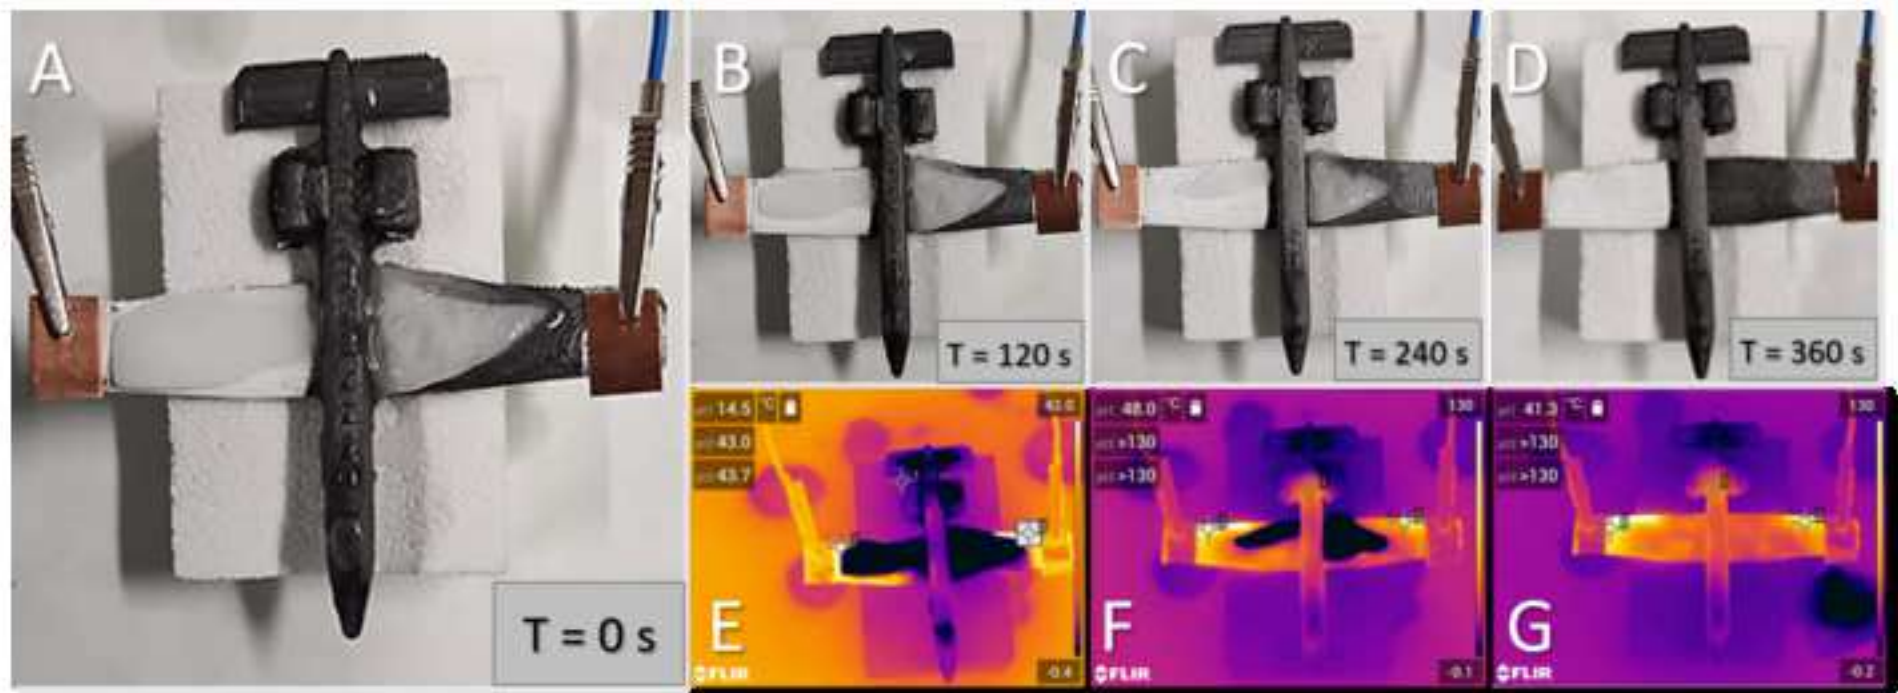 A
T = 0 s
B
T = 120 s
C
T = 240 s
D
T = 360 s
14.5 °C
43.0
43.0
43.7
E
FLIR
-0.4
48.0 °C
130
>130
>130
F
FLIR
-0.1
41.3 °C
130
>130
>130
G
FLIR
-0.2